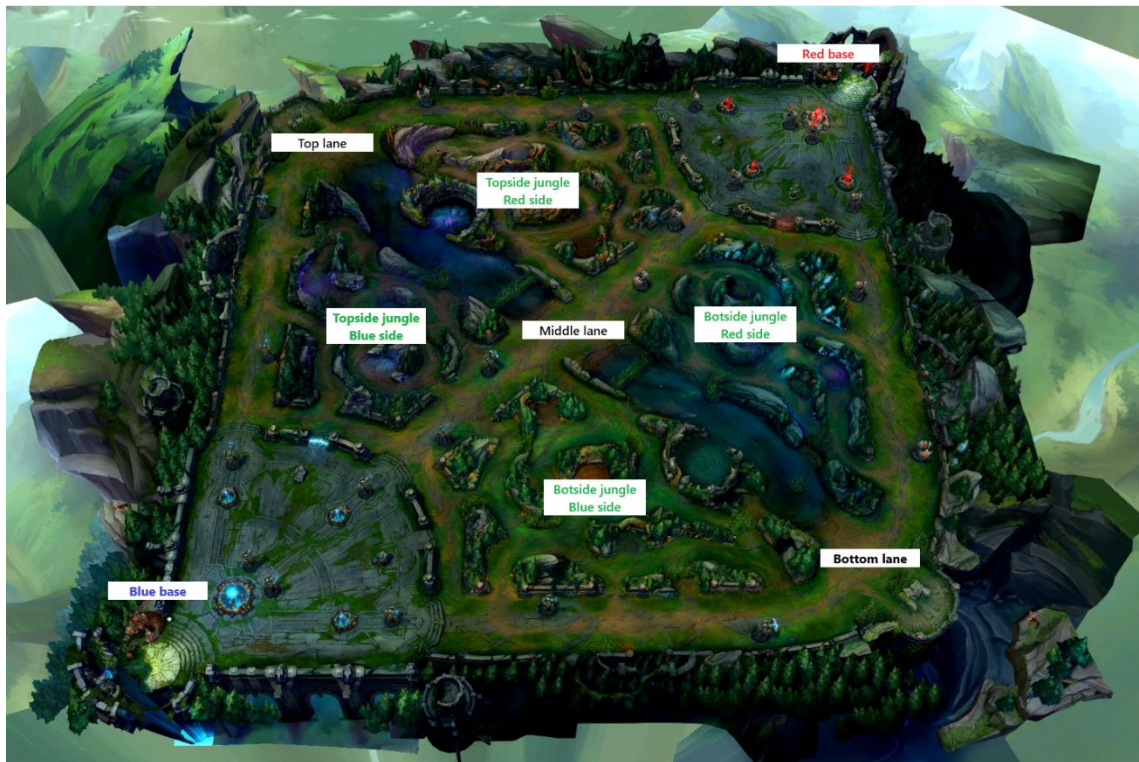 Red base
Top lane
Topside jungle
Red side
Topside jungle
Blue side
Middle lane
Botside jungle
Red side
Botside jungle
Blue side
Bottom lane
Blue base